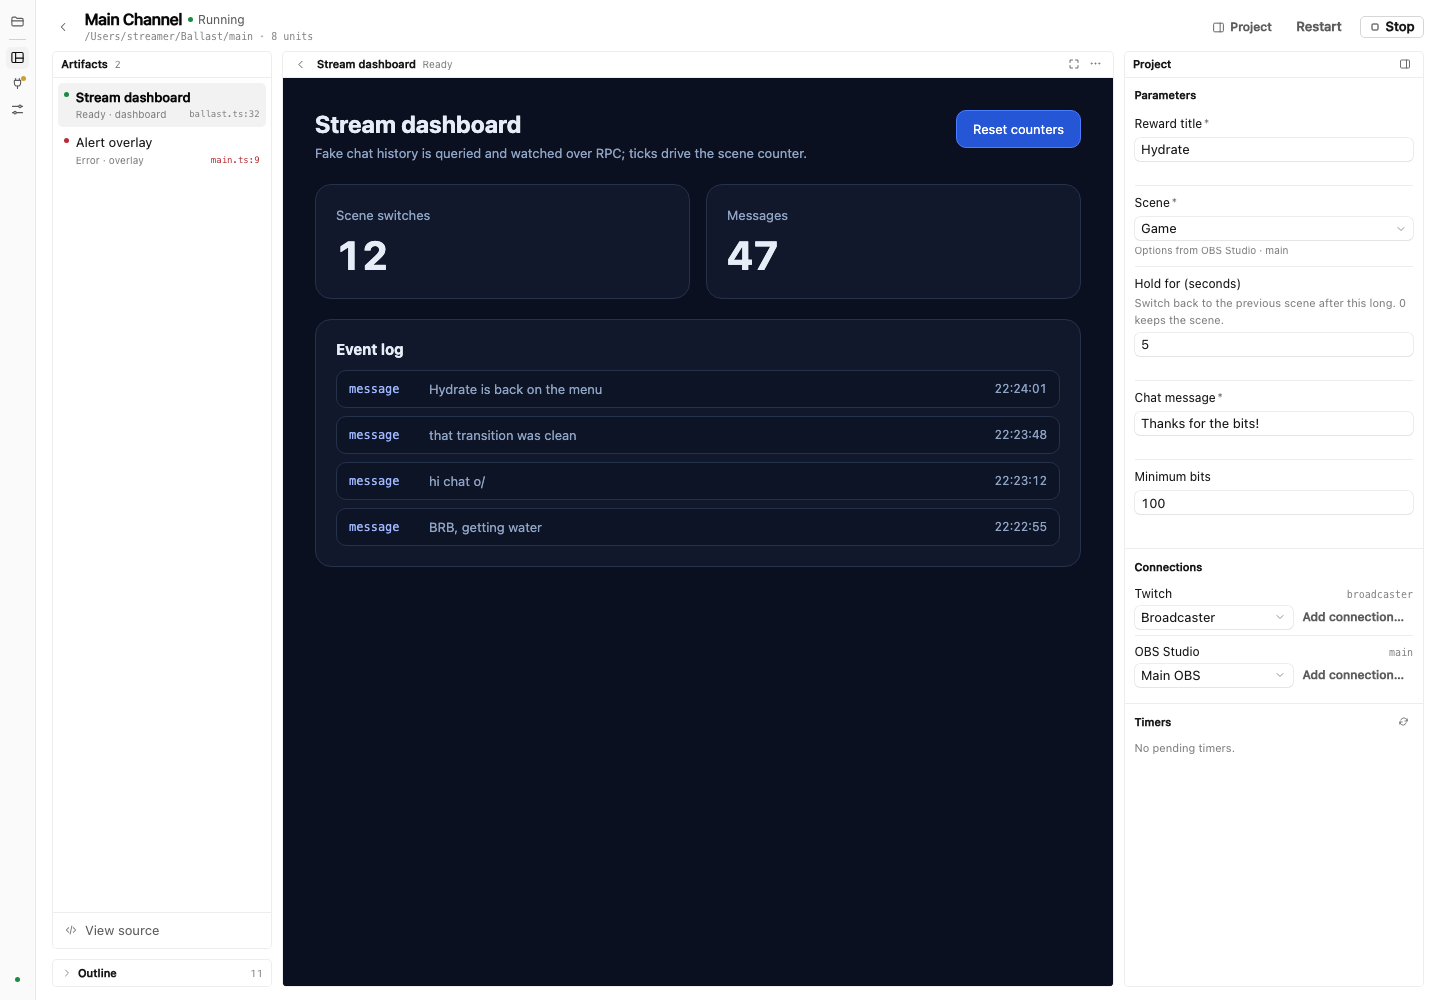 Main Channel
Running
/Users/streamer/Ballast/main · 8 units
Project
Restart
Stop
Artifacts 2
Stream dashboard
Ready · dashboard
ballast.ts:32
Alert overlay
Error · overlay
main.ts:9
View source
Outline
11
Stream dashboard Ready
Stream dashboard
Fake chat history is queried and watched over RPC; ticks drive the scene counter.
Reset counters
Scene switches
12
Messages
47
Event log
message Hydrate is back on the menu 22:24:01
message that transition was clean 22:23:48
message hi chat o/ 22:23:12
message BRB, getting water 22:22:55
Project
Parameters
Reward title*
Hydrate
Scene*
Game
Options from OBS Studio · main
Hold for (seconds)
Switch back to the previous scene after this long. 0
keeps the scene.
5
Chat message*
Thanks for the bits!
Minimum bits
100
Connections
Twitch broadcaster
Broadcaster Add connection...
OBS Studio main
Main OBS Add connection...
Timers
No pending timers.